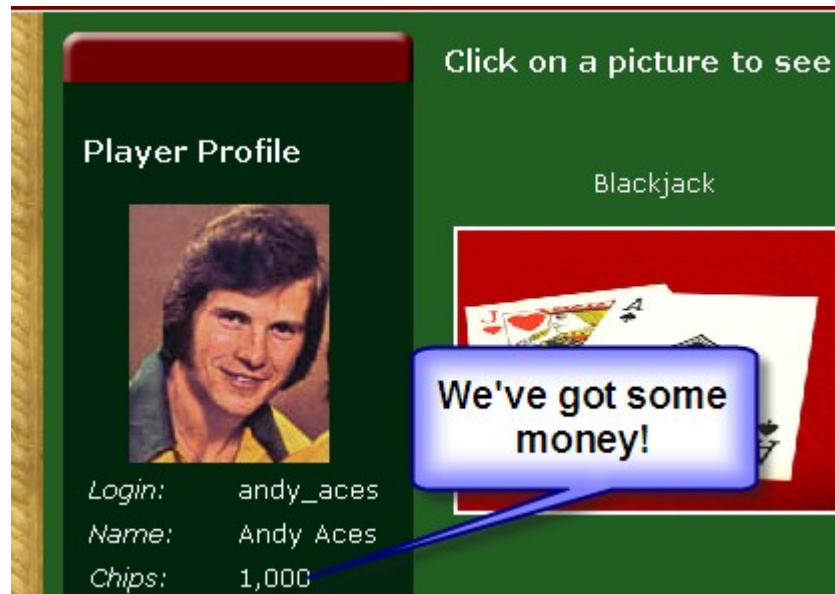 Click on a picture to see
Player Profile
Blackjack
J
A
We've got some
money!
A
Login: andy_aces
Name: Andy Aces
Chips: 1,000